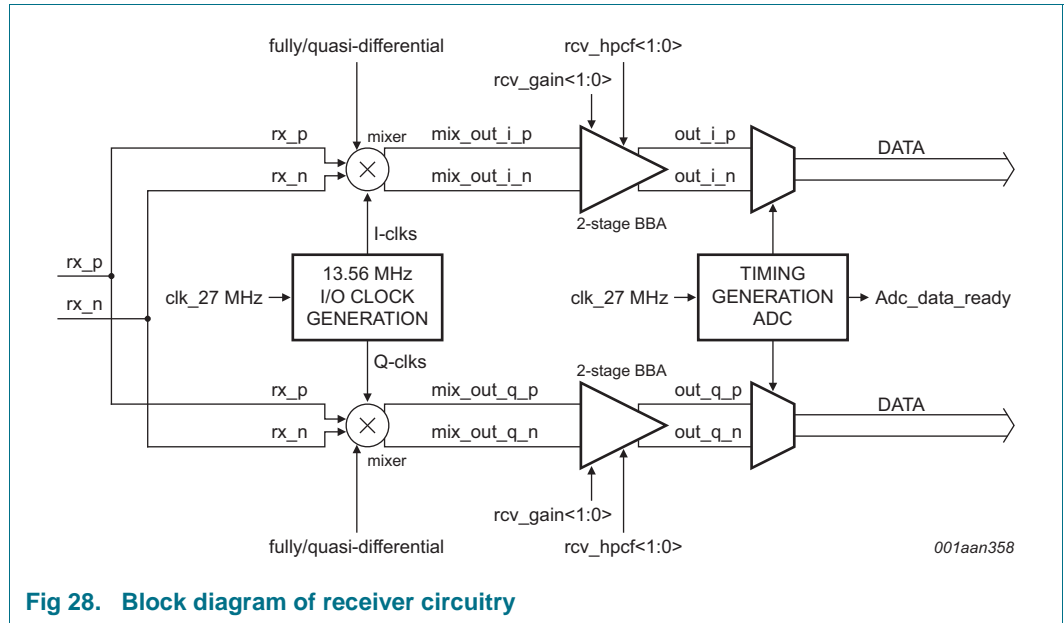 fully/quasi-differential
rcv_hpcf<1:0>
rcv_gain<1:0>
rx_p
mixer
mix_out_i_p
out_i_p
DATA
rx_n
mix_out_i_n
out_i_n
2-stage BBA
I-clks
rx_p
rx_n
clk_27 MHz
13.56 MHz
I/O CLOCK
GENERATION
clk_27 MHz
TIMING
GENERATION
ADC
Adc_data_ready
Q-clks
2-stage BBA
rx_p
mix_out_q_p
out_q_p
DATA
rx_n
mix_out_q_n
out_q_n
mixer
rcv_gain<1:0>
fully/quasi-differential
rcv_hpcf<1:0>
001aan358
Fig 28. Block diagram of receiver circuitry